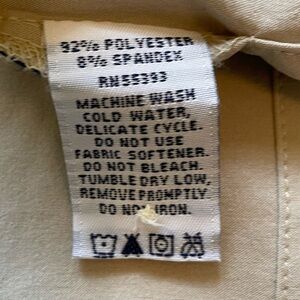 92% POLYESTER
8% SPANDEX
RN55393
MACHINE WASH
COLD WATER,
DELICATE CYCLE.
DO NOT USE
FABRIC SOFTENER.
DO NOT BLEACH.
TUMBLE DRY LOW,
REMOVE PROMPTLY.
DO NOT IRON.